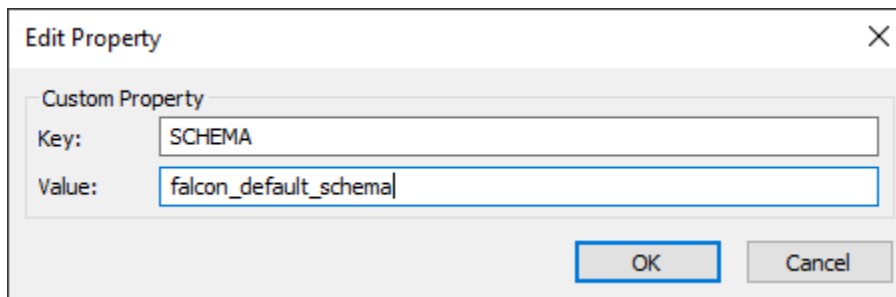 Edit Property
Custom Property
Key: SCHEMA
Value: falcon_default_schema
OK Cancel